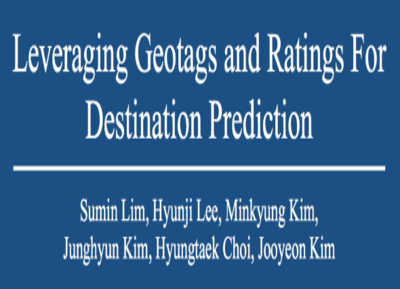 Leveraging Geotags and Ratings For
Destination Prediction
Sumin Lim, Hyunji Lee, Minkyung Kim,
Junghyun Kim, Hyungtaek Choi, Jooyeon Kim